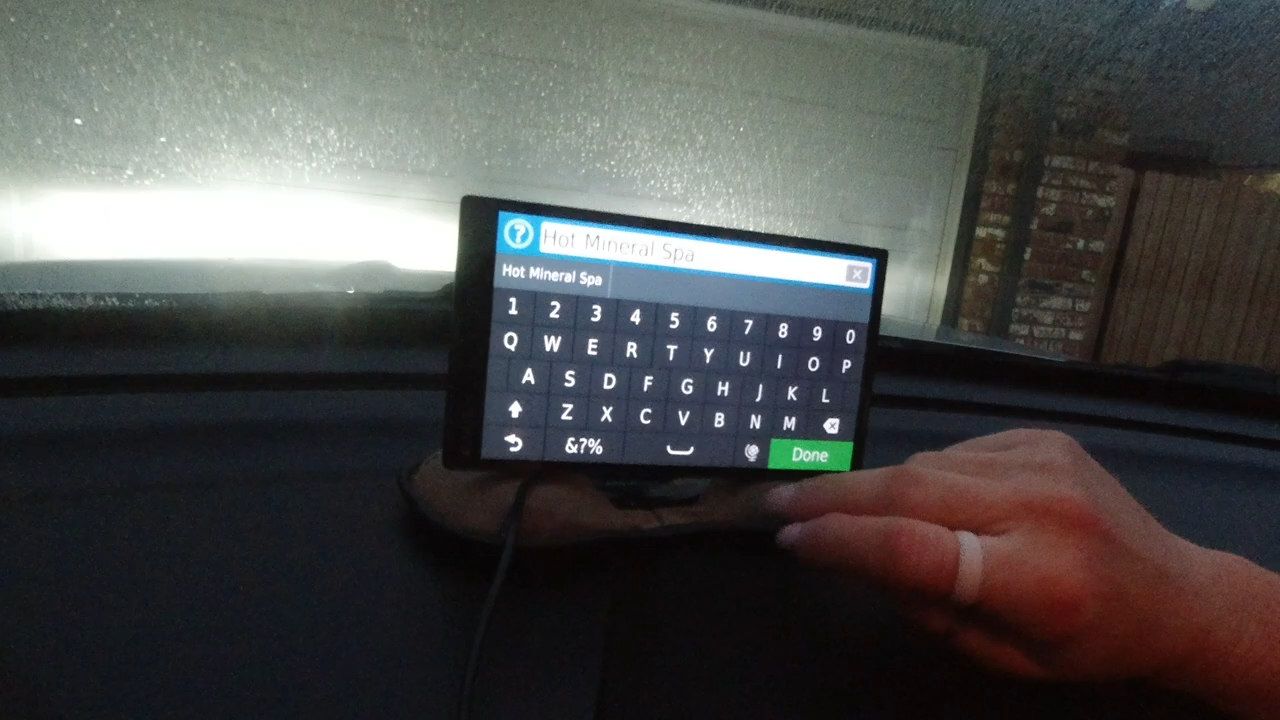 ?
Hot Mineral Spa
Hot Mineral Spa
1 2 3 4 5 6 7 8 9 0
Q W E R T Y U I O P
A S D F G H J K L
Z X C V B N M
&?% Done